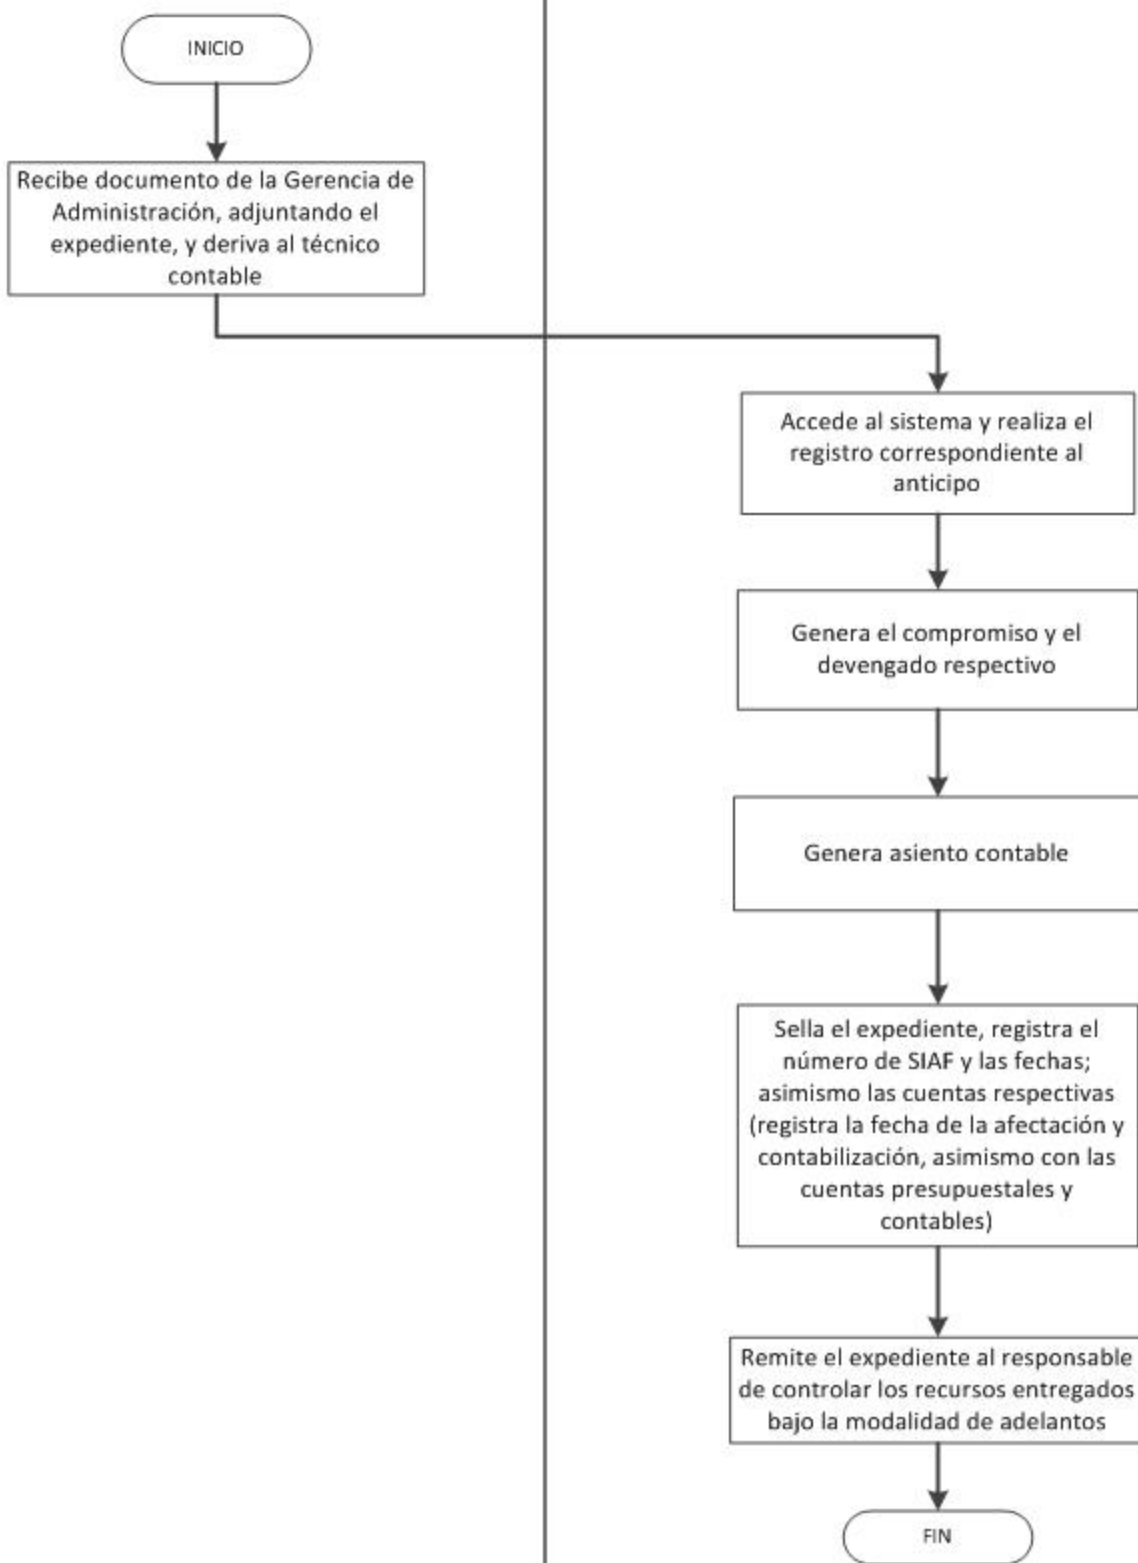 INICIO
Recibe documento de la Gerencia de
Administración, adjuntando el
expediente, y deriva al técnico
contable
Accede al sistema y realiza el
registro correspondiente al
anticipo
Genera el compromiso y el
devengado respectivo
Genera asiento contable
Sella el expediente, registra el
número de SIAF y las fechas;
asimismo las cuentas respectivas
(registra la fecha de la afectación y
contabilización, asimismo con las
cuentas presupuestales y
contables)
Remite el expediente al responsable
de controlar los recursos entregados
bajo la modalidad de adelantos
FIN